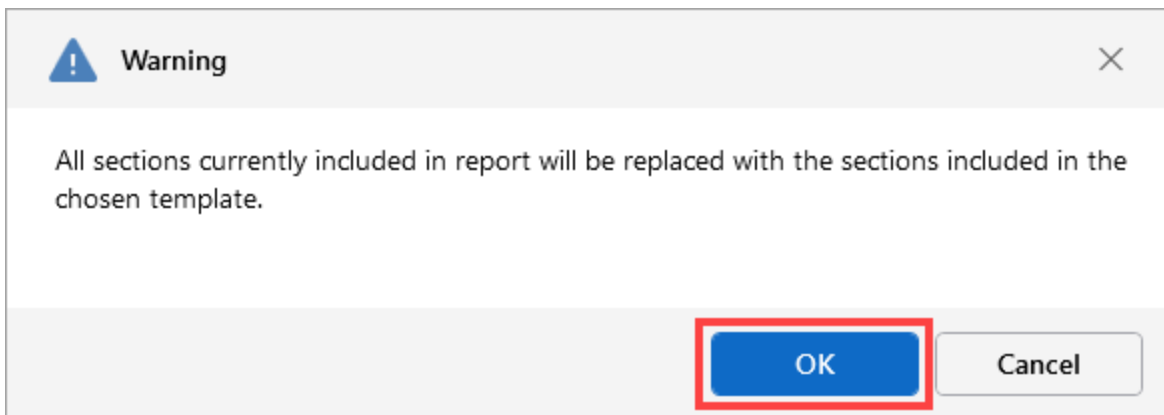 Warning
All sections currently included in report will be replaced with the sections included in the
chosen template.
OK
Cancel